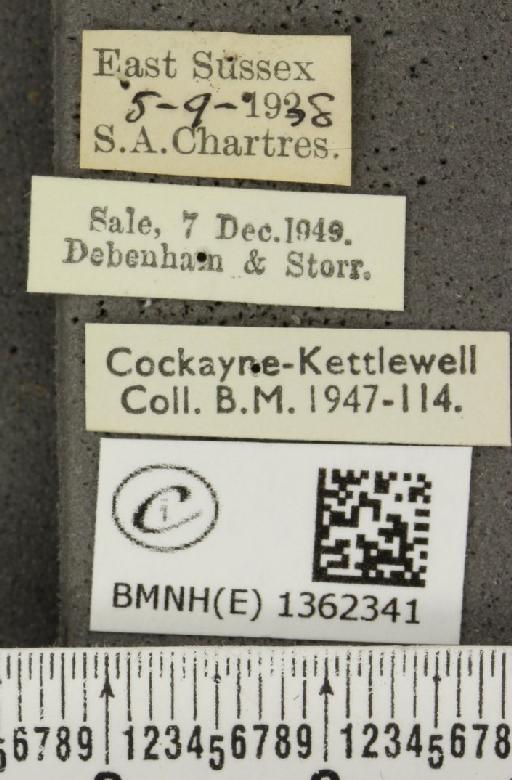 East Sussex
5-9-1938
S.A.Chartres.
Sale, 7 Dec.1949.
Debenham & Storr.
Cockayne-Kettlewell
Coll. B.M. 1947-114.
C
BMNH(E) 1362341
56789 123456789 12345678